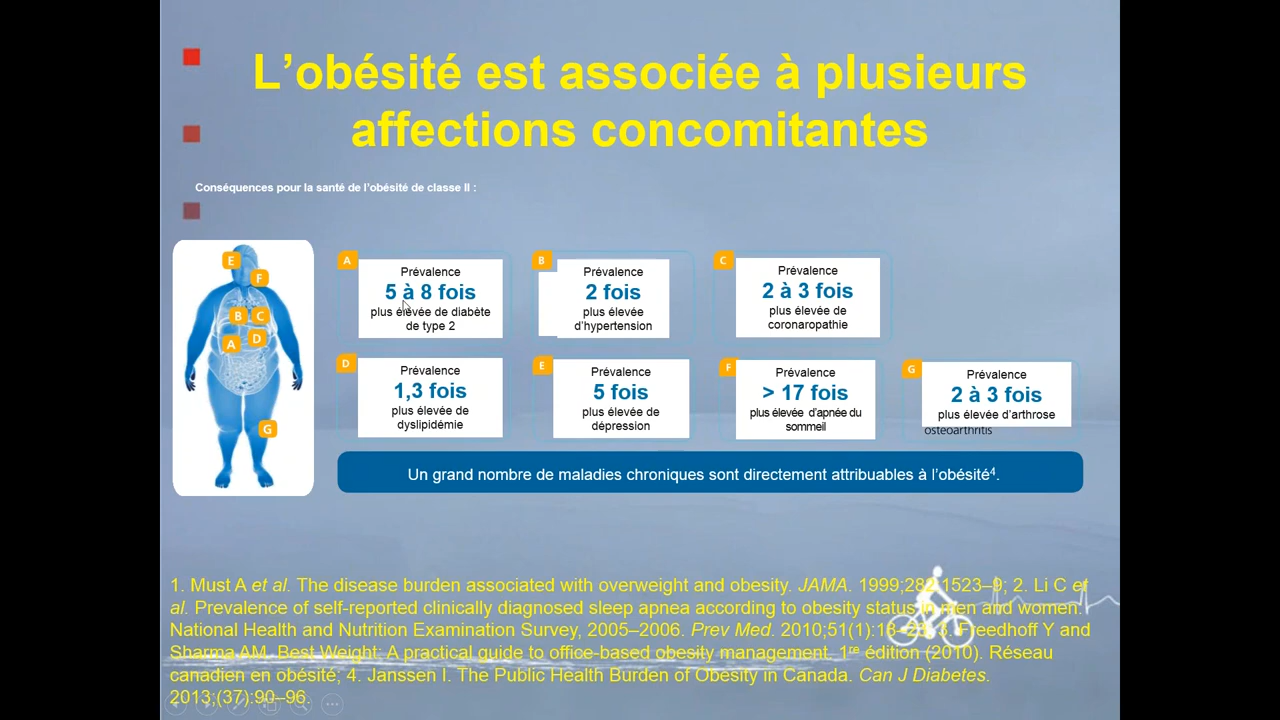 L’obésité est associée à plusieurs
affections concomitantes
Conséquences pour la santé de l’obésité de classe II :
E
F
B
C
A
D
G
A
Prévalence
5 à 8 fois
plus élevée de diabète
de type 2
B
Prévalence
2 fois
plus élevée
d’hypertension
C
Prévalence
2 à 3 fois
plus élevée de
coronaropathie
D
Prévalence
1,3 fois
plus élevée de
dyslipidémie
E
Prévalence
5 fois
plus élevée de
dépression
F
Prévalence
> 17 fois
plus élevée d’apnée du
sommeil
G
Prévalence
2 à 3 fois
plus élevée d’arthrose
osteoarthritis
Un grand nombre de maladies chroniques sont directement attribuables à l’obésité⁴.
1. Must A et al. The disease burden associated with overweight and obesity. JAMA. 1999;282:1523–9; 2. Li C et
al. Prevalence of self-reported clinically diagnosed sleep apnea according to obesity status in men and women:
National Health and Nutrition Examination Survey, 2005–2006. Prev Med. 2010;51(1):18–23; 3. Freedhoff Y and
Sharma AM. Best Weight: A practical guide to office-based obesity management. 1ʳᵉ édition (2010). Réseau
canadien en obésité; 4. Janssen I. The Public Health Burden of Obesity in Canada. Can J Diabetes.
2013;(37):90–96.